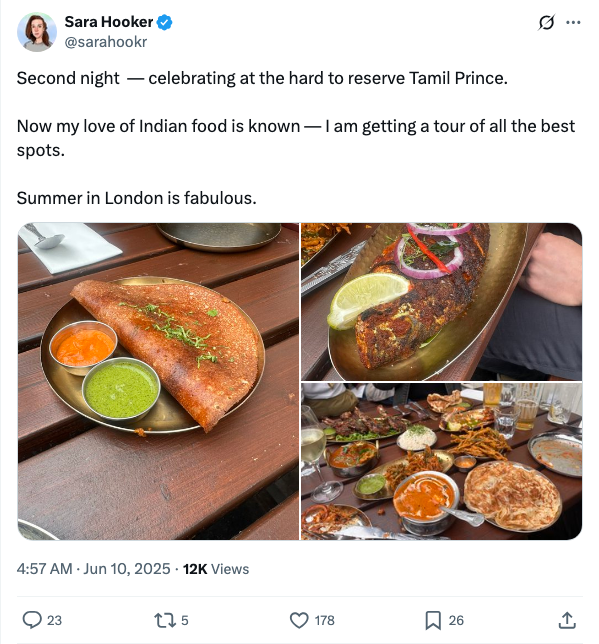 Sara Hooker
@sarahookr
Second night — celebrating at the hard to reserve Tamil Prince.
Now my love of Indian food is known — I am getting a tour of all the best
spots.
Summer in London is fabulous.
4:57 AM · Jun 10, 2025 · 12K Views
23 5 178 26